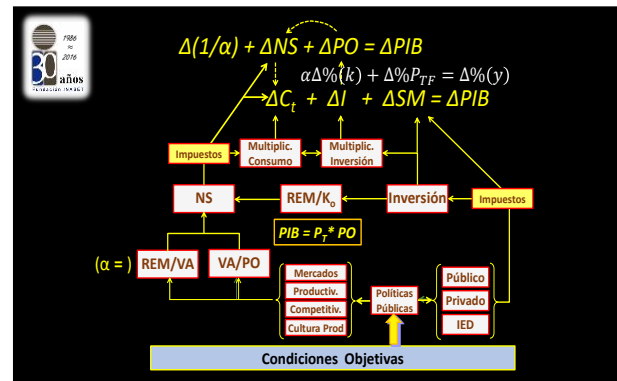 1986
2016
30
años
FUNDACIÓN INAEET
Δ(1/α) + ΔNS + ΔPO = ΔPIB
αΔ%(k) + Δ%P_TF = Δ%(y)
ΔC_t + ΔI + ΔSM = ΔPIB
Impuestos
Multiplic.
Consumo
Multiplic.
Inversión
NS
REM/K_o
Inversión
Impuestos
PIB = P_T* PO
(α = )
REM/VA
VA/PO
Mercados
Productiv.
Competitiv.
Cultura Prod
Políticas
Públicas
Público
Privado
IED
Condiciones Objetivas